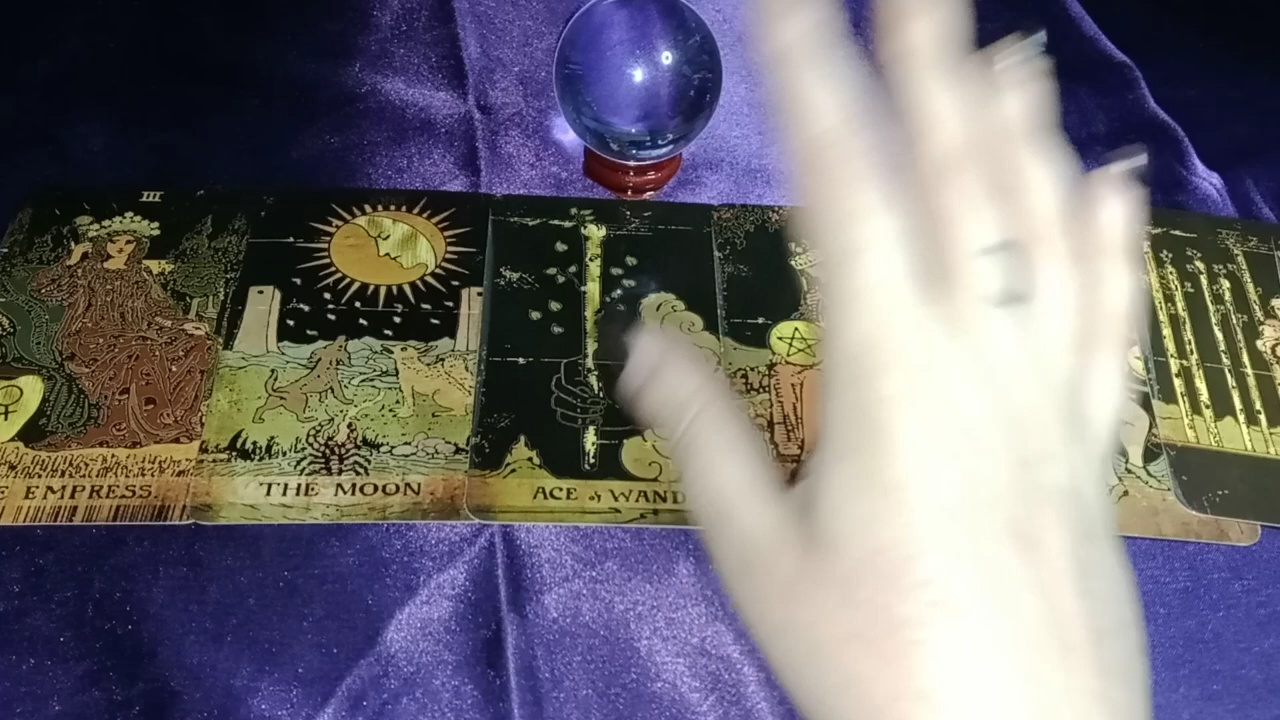 III
E EMPRESS.
THE MOON.
ACE of WAND